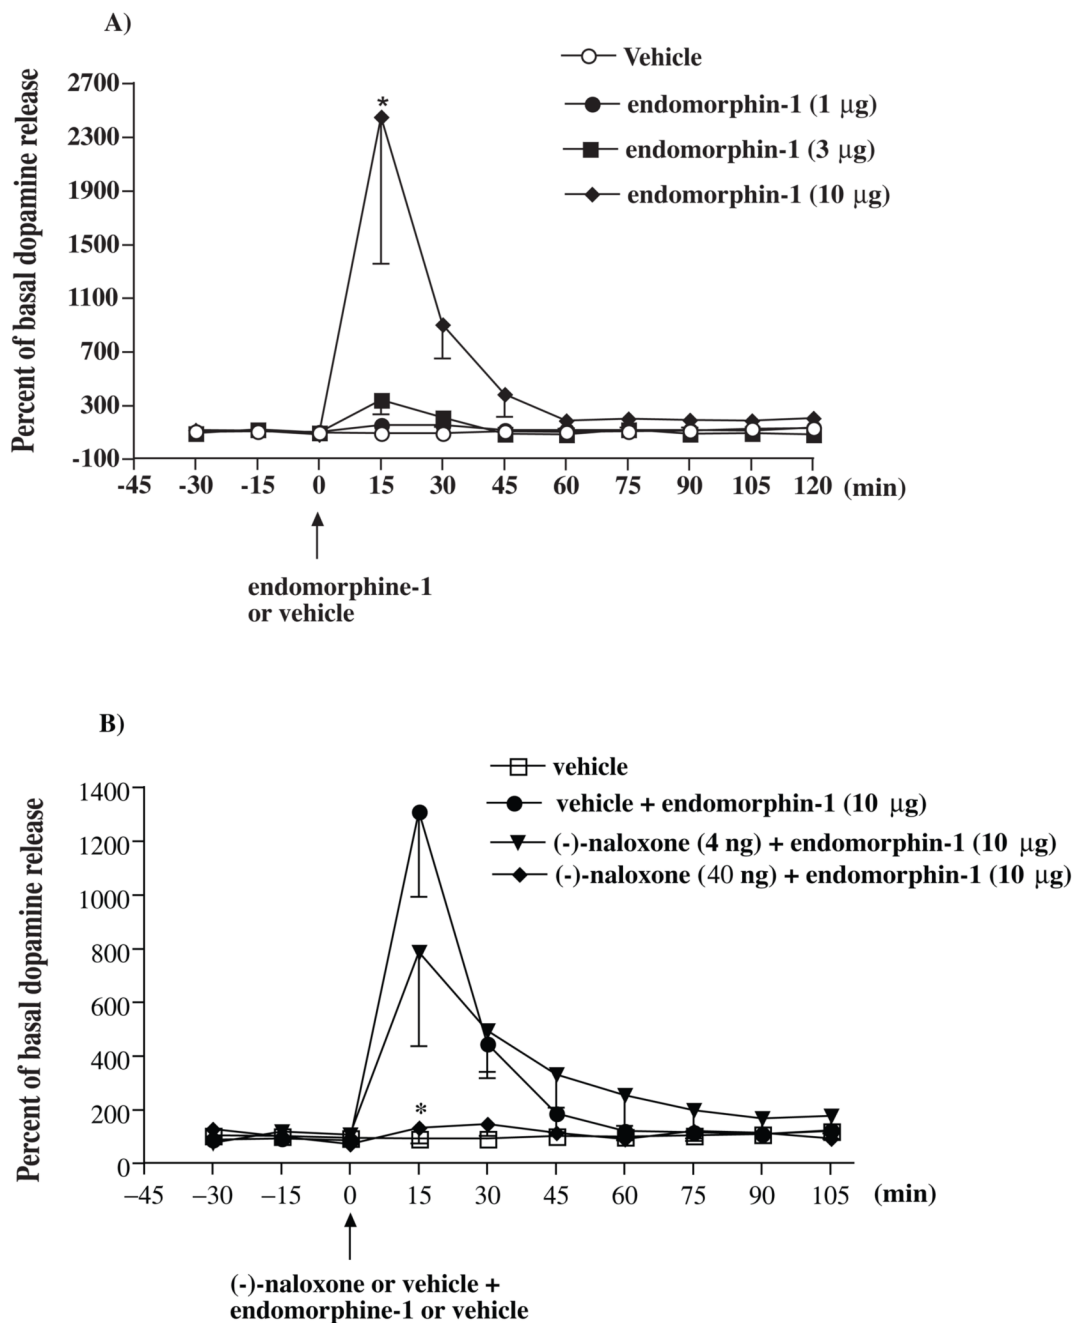 A)
Percent of basal dopamine release
2700
2300
1900
1500
1100
700
300
-100
Vehicle
endomorphin-1 (1 μg)
endomorphin-1 (3 μg)
endomorphin-1 (10 μg)
*
-45 -30 -15 0 15 30 45 60 75 90 105 120 (min)
endomorphine-1
or vehicle
B)
Percent of basal dopamine release
1400
1200
1000
800
600
400
200
0
vehicle
vehicle + endomorphin-1 (10 μg)
(-)-naloxone (4 ng) + endomorphin-1 (10 μg)
(-)-naloxone (40 ng) + endomorphin-1 (10 μg)
*
–45 –30 –15 0 15 30 45 60 75 90 105 (min)
(-)-naloxone or vehicle +
endomorphine-1 or vehicle